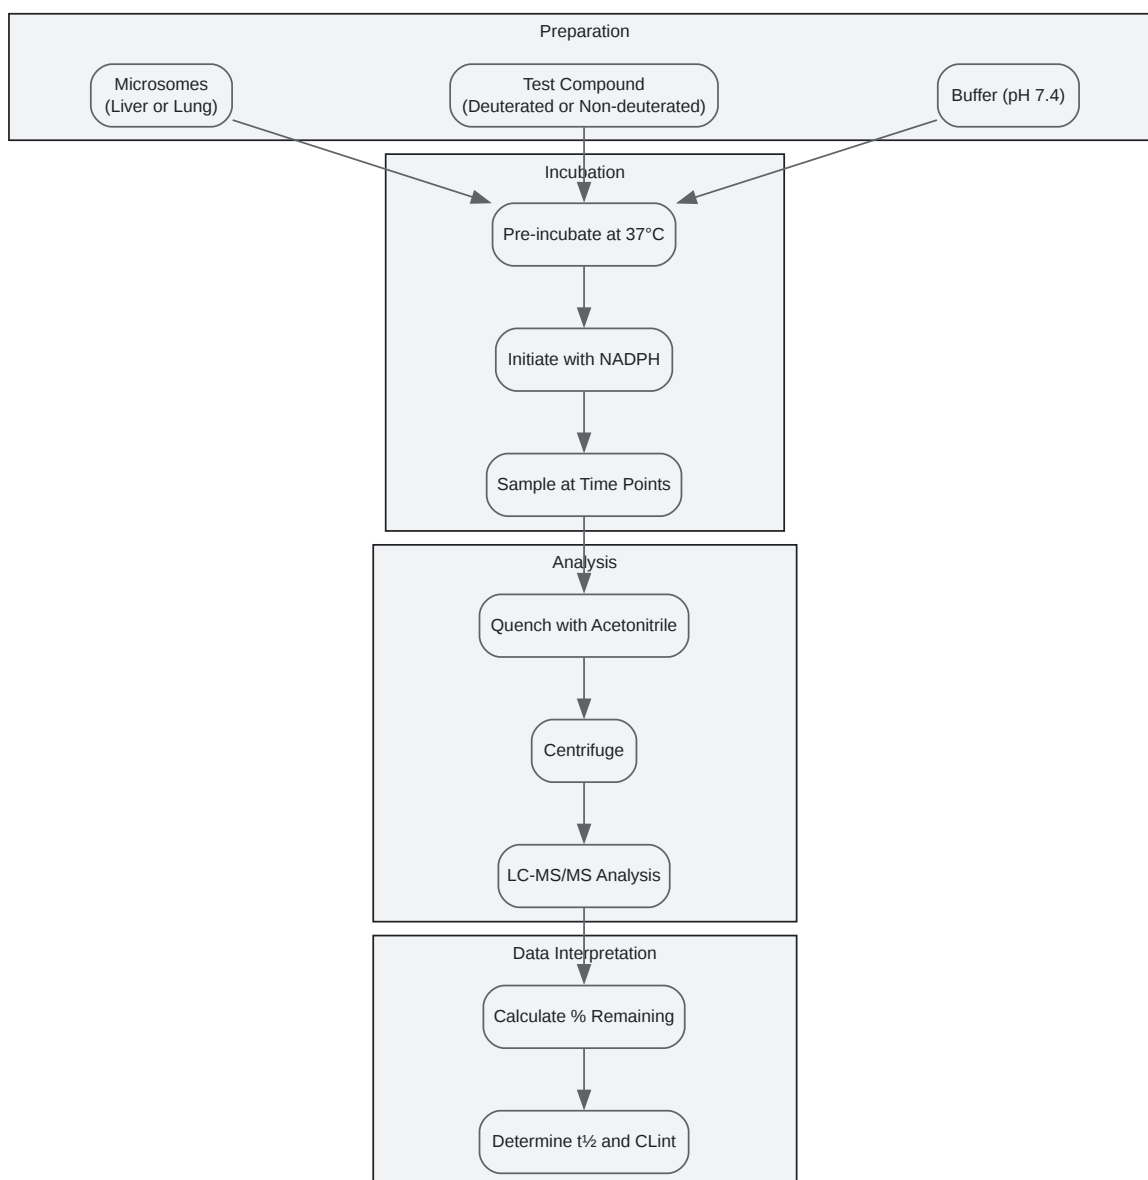 Preparation
Microsomes
(Liver or Lung)
Test Compound
(Deuterated or Non-deuterated)
Buffer (pH 7.4)
Incubation
Pre-incubate at 37°C
Initiate with NADPH
Sample at Time Points
Analysis
Quench with Acetonitrile
Centrifuge
LC-MS/MS Analysis
Data Interpretation
Calculate % Remaining
Determine t½ and CLint